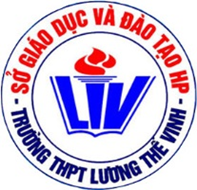 SỞ GIÁO DỤC VÀ ĐÀO TẠO HP
LTV
- TRƯỜNG THPT LƯƠNG THẾ VINH -